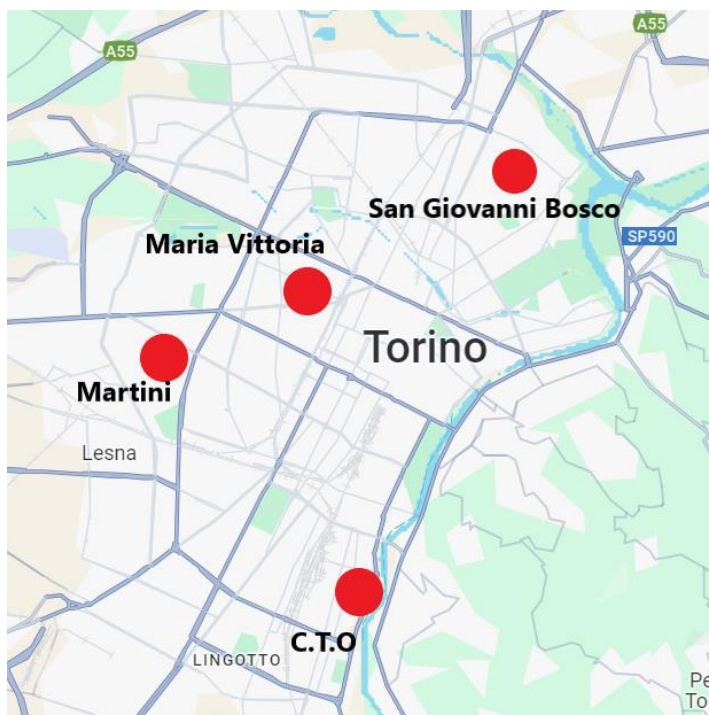 A55
A55
San Giovanni Bosco
SP590
Maria Vittoria
Torino
Martini
Lesna
C.T.O
LINGOTTO
Pe
To